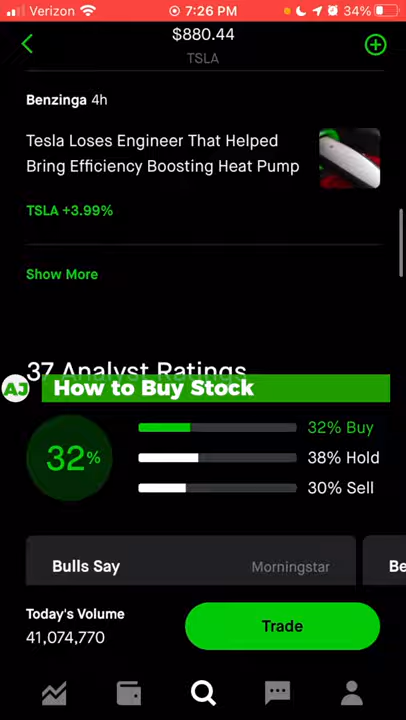 Verizon 7:26 PM 34%
$880.44
TSLA
Benzinga 4h
Tesla Loses Engineer That Helped
Bring Efficiency Boosting Heat Pump
TSLA +3.99%
Show More
37 Analyst Ratings
AJ How to Buy Stock
32%
32% Buy
38% Hold
30% Sell
Bulls Say Morningstar
Be
Today's Volume
41,074,770
Trade